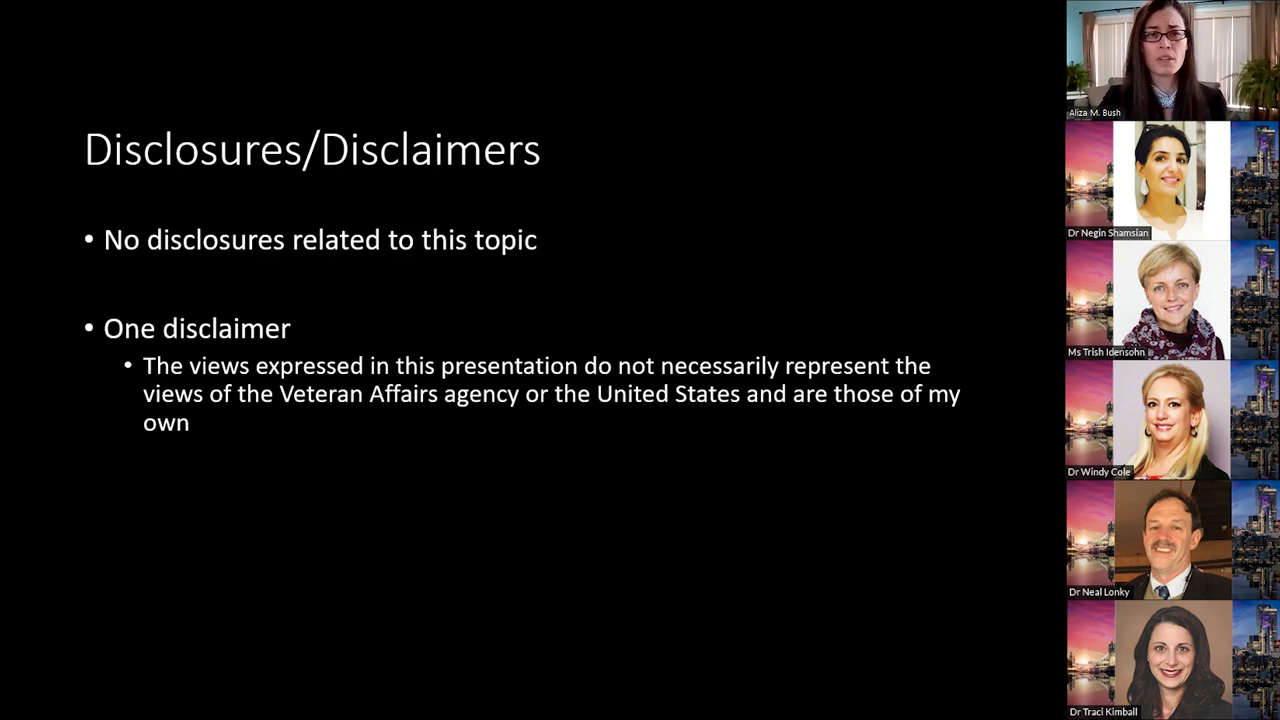 Disclosures/Disclaimers
• No disclosures related to this topic
• One disclaimer
• The views expressed in this presentation do not necessarily represent the
views of the Veteran Affairs agency or the United States and are those of my
own
Aliza M. Bush
Dr Negin Shamsian
Ms Trish Idensohn
Dr Windy Cole
Dr Neal Lonky
Dr Traci Kimball